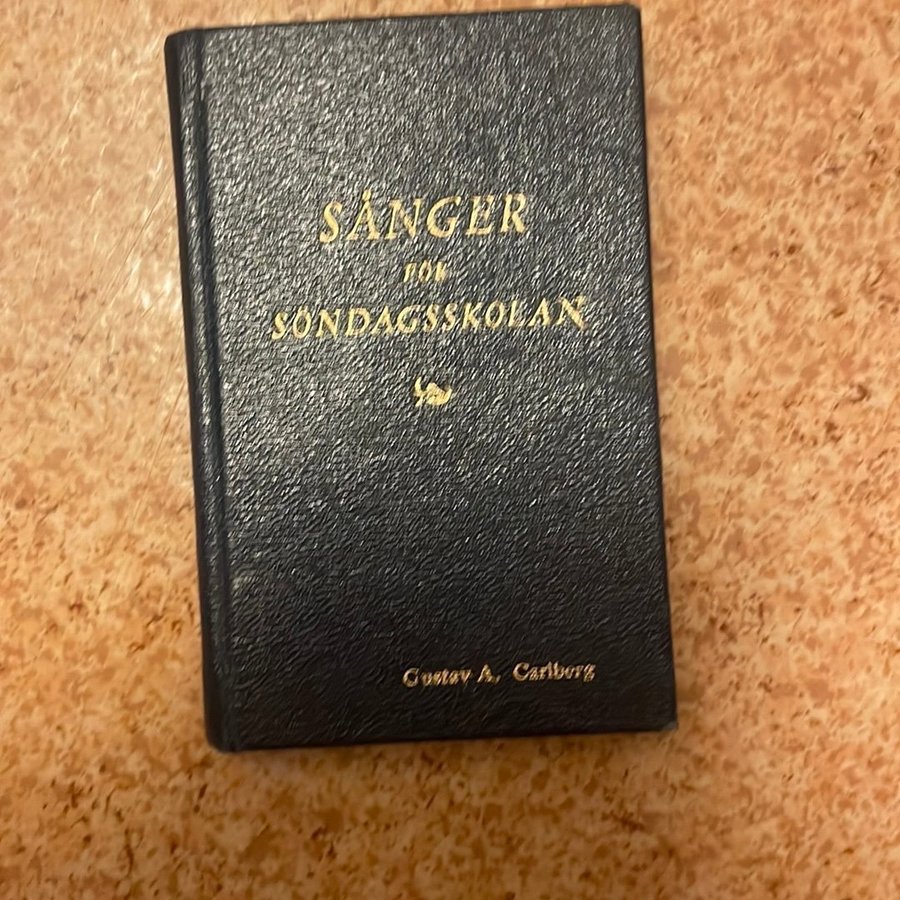 SÅNGER
FÖR
SÖNDAGSSKOLAN
Gustav A. Carlberg